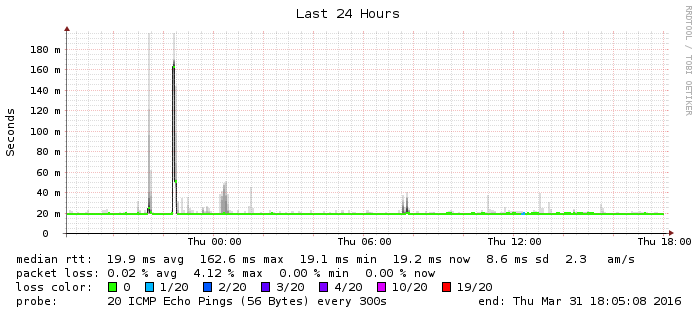 Last 24 Hours
RRDTOOL / TOBI OETIKER
Seconds
180 m
160 m
140 m
120 m
100 m
80 m
60 m
40 m
20 m
0
Thu 00:00 Thu 06:00 Thu 12:00 Thu 18:00
median rtt: 19.9 ms avg 162.6 ms max 19.1 ms min 19.2 ms now 8.6 ms sd 2.3 am/s
packet loss: 0.02 % avg 4.12 % max 0.00 % min 0.00 % now
loss color: 0 1/20 2/20 3/20 4/20 10/20 19/20
probe: 20 ICMP Echo Pings (56 Bytes) every 300s end: Thu Mar 31 18:05:08 2016